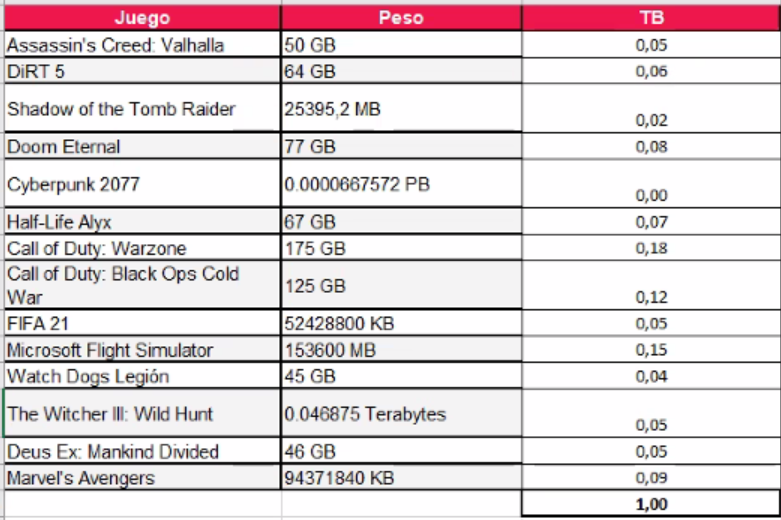 Juego Peso TB
Assassin's Creed: Valhalla 50 GB 0,05
DiRT 5 64 GB 0,06
Shadow of the Tomb Raider 25395,2 MB 0,02
Doom Eternal 77 GB 0,08
Cyberpunk 2077 0.0000667572 PB 0,00
Half-Life Alyx 67 GB 0,07
Call of Duty: Warzone 175 GB 0,18
Call of Duty: Black Ops Cold
War 125 GB 0,12
FIFA 21 52428800 KB 0,05
Microsoft Flight Simulator 153600 MB 0,15
Watch Dogs Legión 45 GB 0,04
The Witcher III: Wild Hunt 0.046875 Terabytes 0,05
Deus Ex: Mankind Divided 46 GB 0,05
Marvel's Avengers 94371840 KB 0,09
1,00